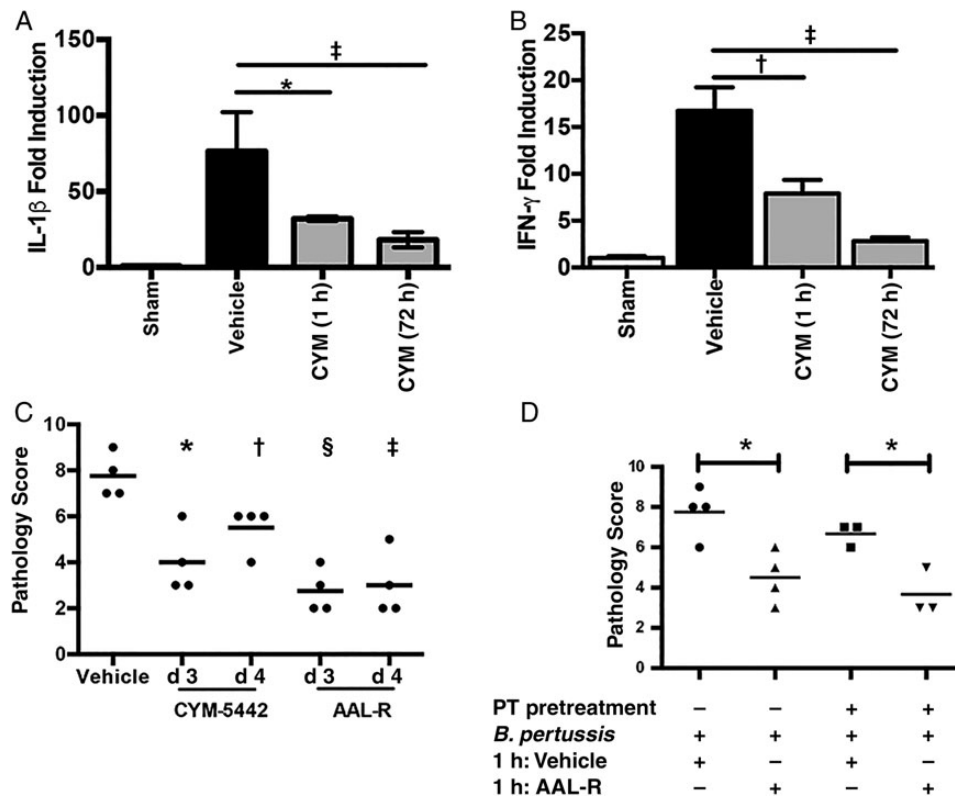 A
IL-1β Fold Induction
150
100
50
0
‡
*
Sham
Vehicle
CYM (1 h)
CYM (72 h)
B
IFN-γ Fold Induction
25
20
15
10
5
0
‡
†
Sham
Vehicle
CYM (1 h)
CYM (72 h)
C
Pathology Score
10
8
6
4
2
0
* † § ‡
Vehicle d 3 d 4 d 3 d 4
CYM-5442 AAL-R
D
Pathology Score
10
8
6
4
2
0
* *
PT pretreatment – – + +
B. pertussis + + + +
1 h: Vehicle + – + –
1 h: AAL-R – + – +